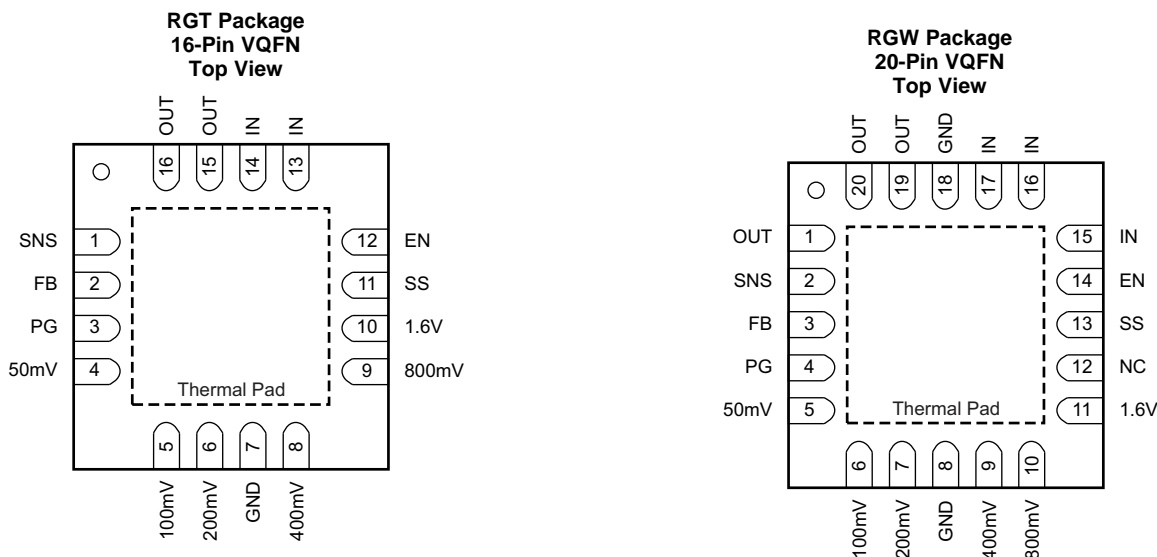 RGT Package
16-Pin VQFN
Top View
OUT
OUT
IN
IN
16
15
14
13
SNS 1
12 EN
FB 2
11 SS
PG 3
10 1.6V
50mV 4
9 800mV
Thermal Pad
5
6
7
8
100mV
200mV
GND
400mV
RGW Package
20-Pin VQFN
Top View
OUT
OUT
GND
IN
IN
20
19
18
17
16
OUT 1
15 IN
SNS 2
14 EN
FB 3
13 SS
PG 4
12 NC
50mV 5
11 1.6V
Thermal Pad
6
7
8
9
10
100mV
200mV
GND
400mV
800mV